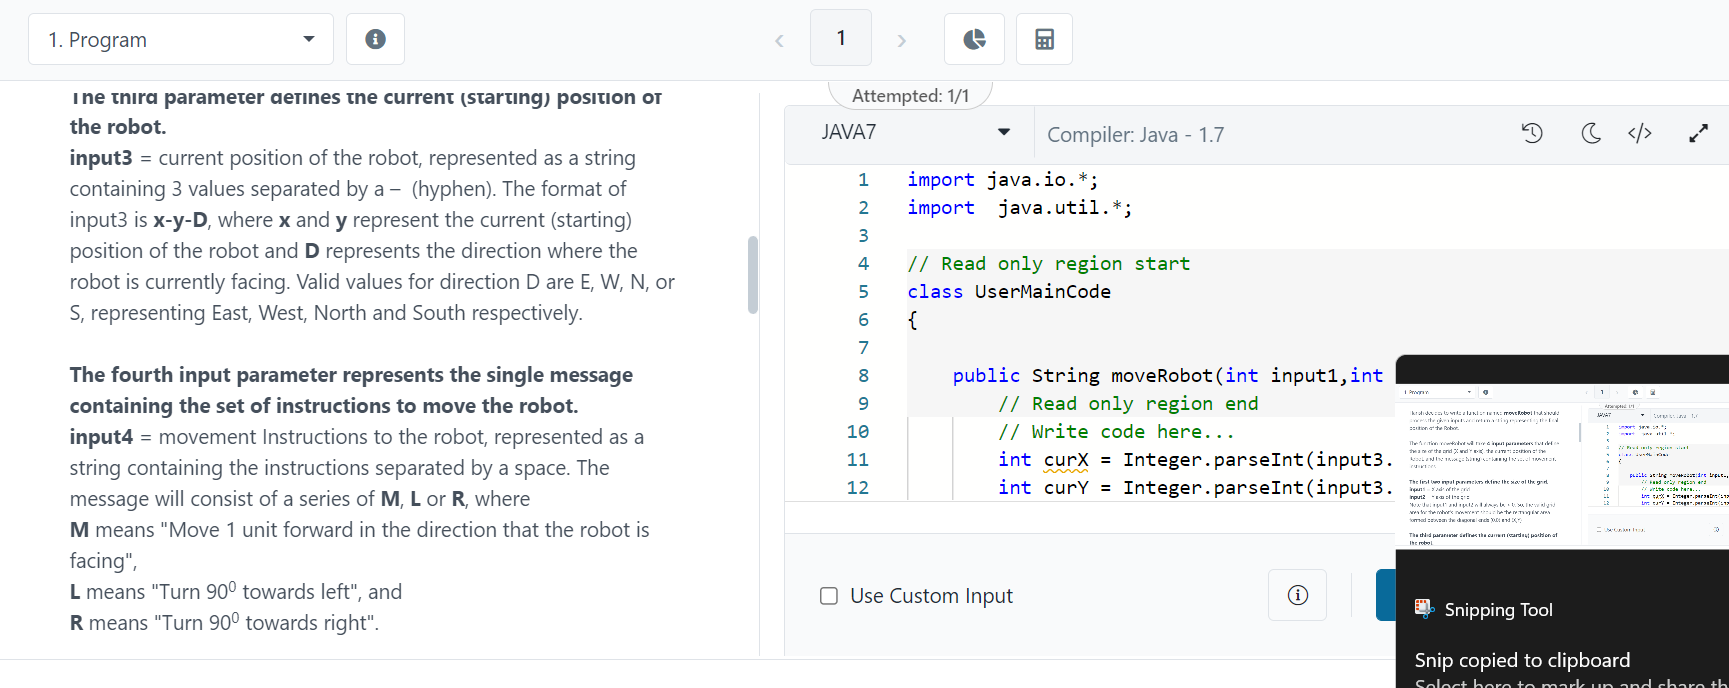 1. Program
1
Attempted: 1/1
The third parameter defines the current (starting) position of
the robot.
input3 = current position of the robot, represented as a string
containing 3 values separated by a – (hyphen). The format of
input3 is x-y-D, where x and y represent the current (starting)
position of the robot and D represents the direction where the
robot is currently facing. Valid values for direction D are E, W, N, or
S, representing East, West, North and South respectively.
The fourth input parameter represents the single message
containing the set of instructions to move the robot.
input4 = movement Instructions to the robot, represented as a
string containing the instructions separated by a space. The
message will consist of a series of M, L or R, where
M means "Move 1 unit forward in the direction that the robot is
facing",
L means "Turn 90⁰ towards left", and
R means "Turn 90⁰ towards right".
JAVA7
Compiler: Java - 1.7
1 import java.io.*;
2 import  java.util.*;
3
4 // Read only region start
5 class UserMainCode
6 {
7
8     public String moveRobot(int input1,int
9         // Read only region end
10         // Write code here...
11         int curX = Integer.parseInt(input3.
12         int curY = Integer.parseInt(input3.
Use Custom Input
Snipping Tool
Snip copied to clipboard
Select here to mark up and share th